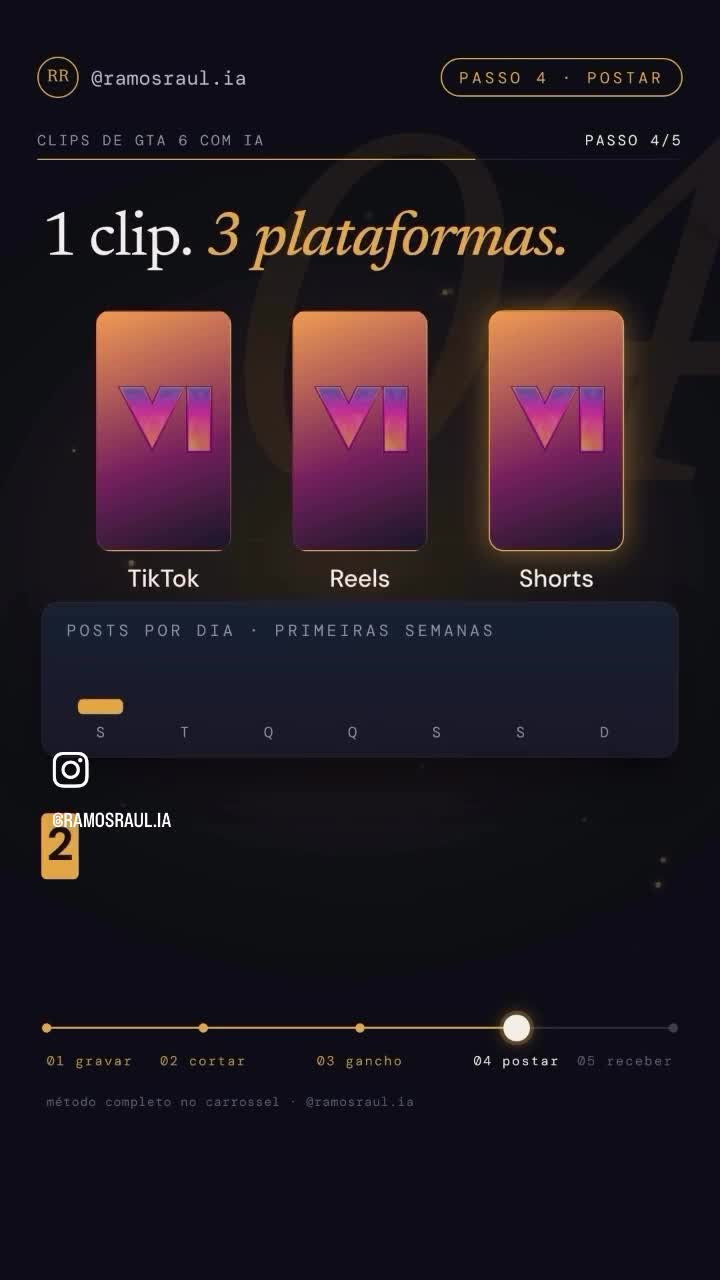 RR @ramosraul.ia PASSO 4 · POSTAR
CLIPS DE GTA 6 COM IA PASSO 4/5
04
1 clip. 3 plataformas.
VI VI VI
TikTok Reels Shorts
POSTS POR DIA · PRIMEIRAS SEMANAS
S T Q Q S S D
@RAMOSRAUL.IA
2
01 gravar 02 cortar 03 gancho 04 postar 05 receber
método completo no carrossel · @ramosraul.ia